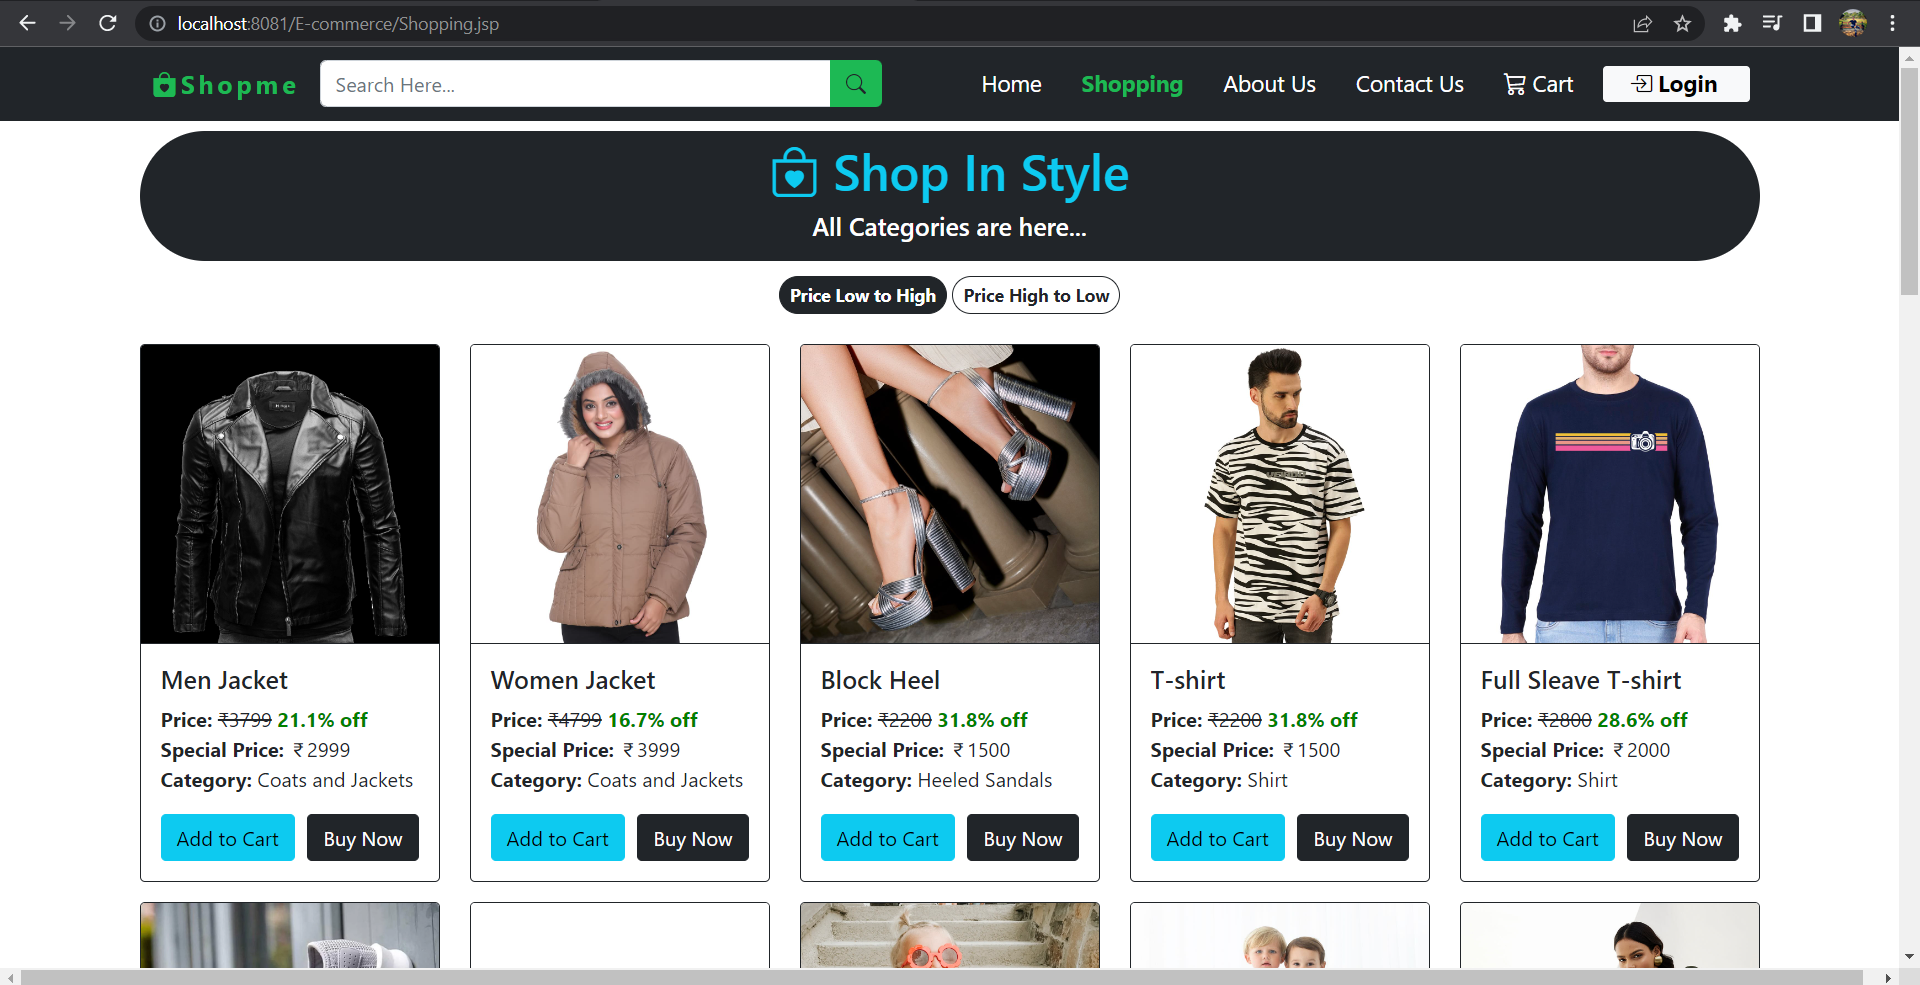 localhost:8081/E-commerce/Shopping.jsp
Shopme
Search Here...
Home
Shopping
About Us
Contact Us
Cart
Login
Shop In Style
All Categories are here...
Price Low to High
Price High to Low
Men Jacket
Price: ₹3799 21.1% off
Special Price: ₹2999
Category: Coats and Jackets
Add to Cart
Buy Now
Women Jacket
Price: ₹4799 16.7% off
Special Price: ₹3999
Category: Coats and Jackets
Add to Cart
Buy Now
Block Heel
Price: ₹2200 31.8% off
Special Price: ₹1500
Category: Heeled Sandals
Add to Cart
Buy Now
T-shirt
Price: ₹2200 31.8% off
Special Price: ₹1500
Category: Shirt
Add to Cart
Buy Now
Full Sleave T-shirt
Price: ₹2800 28.6% off
Special Price: ₹2000
Category: Shirt
Add to Cart
Buy Now